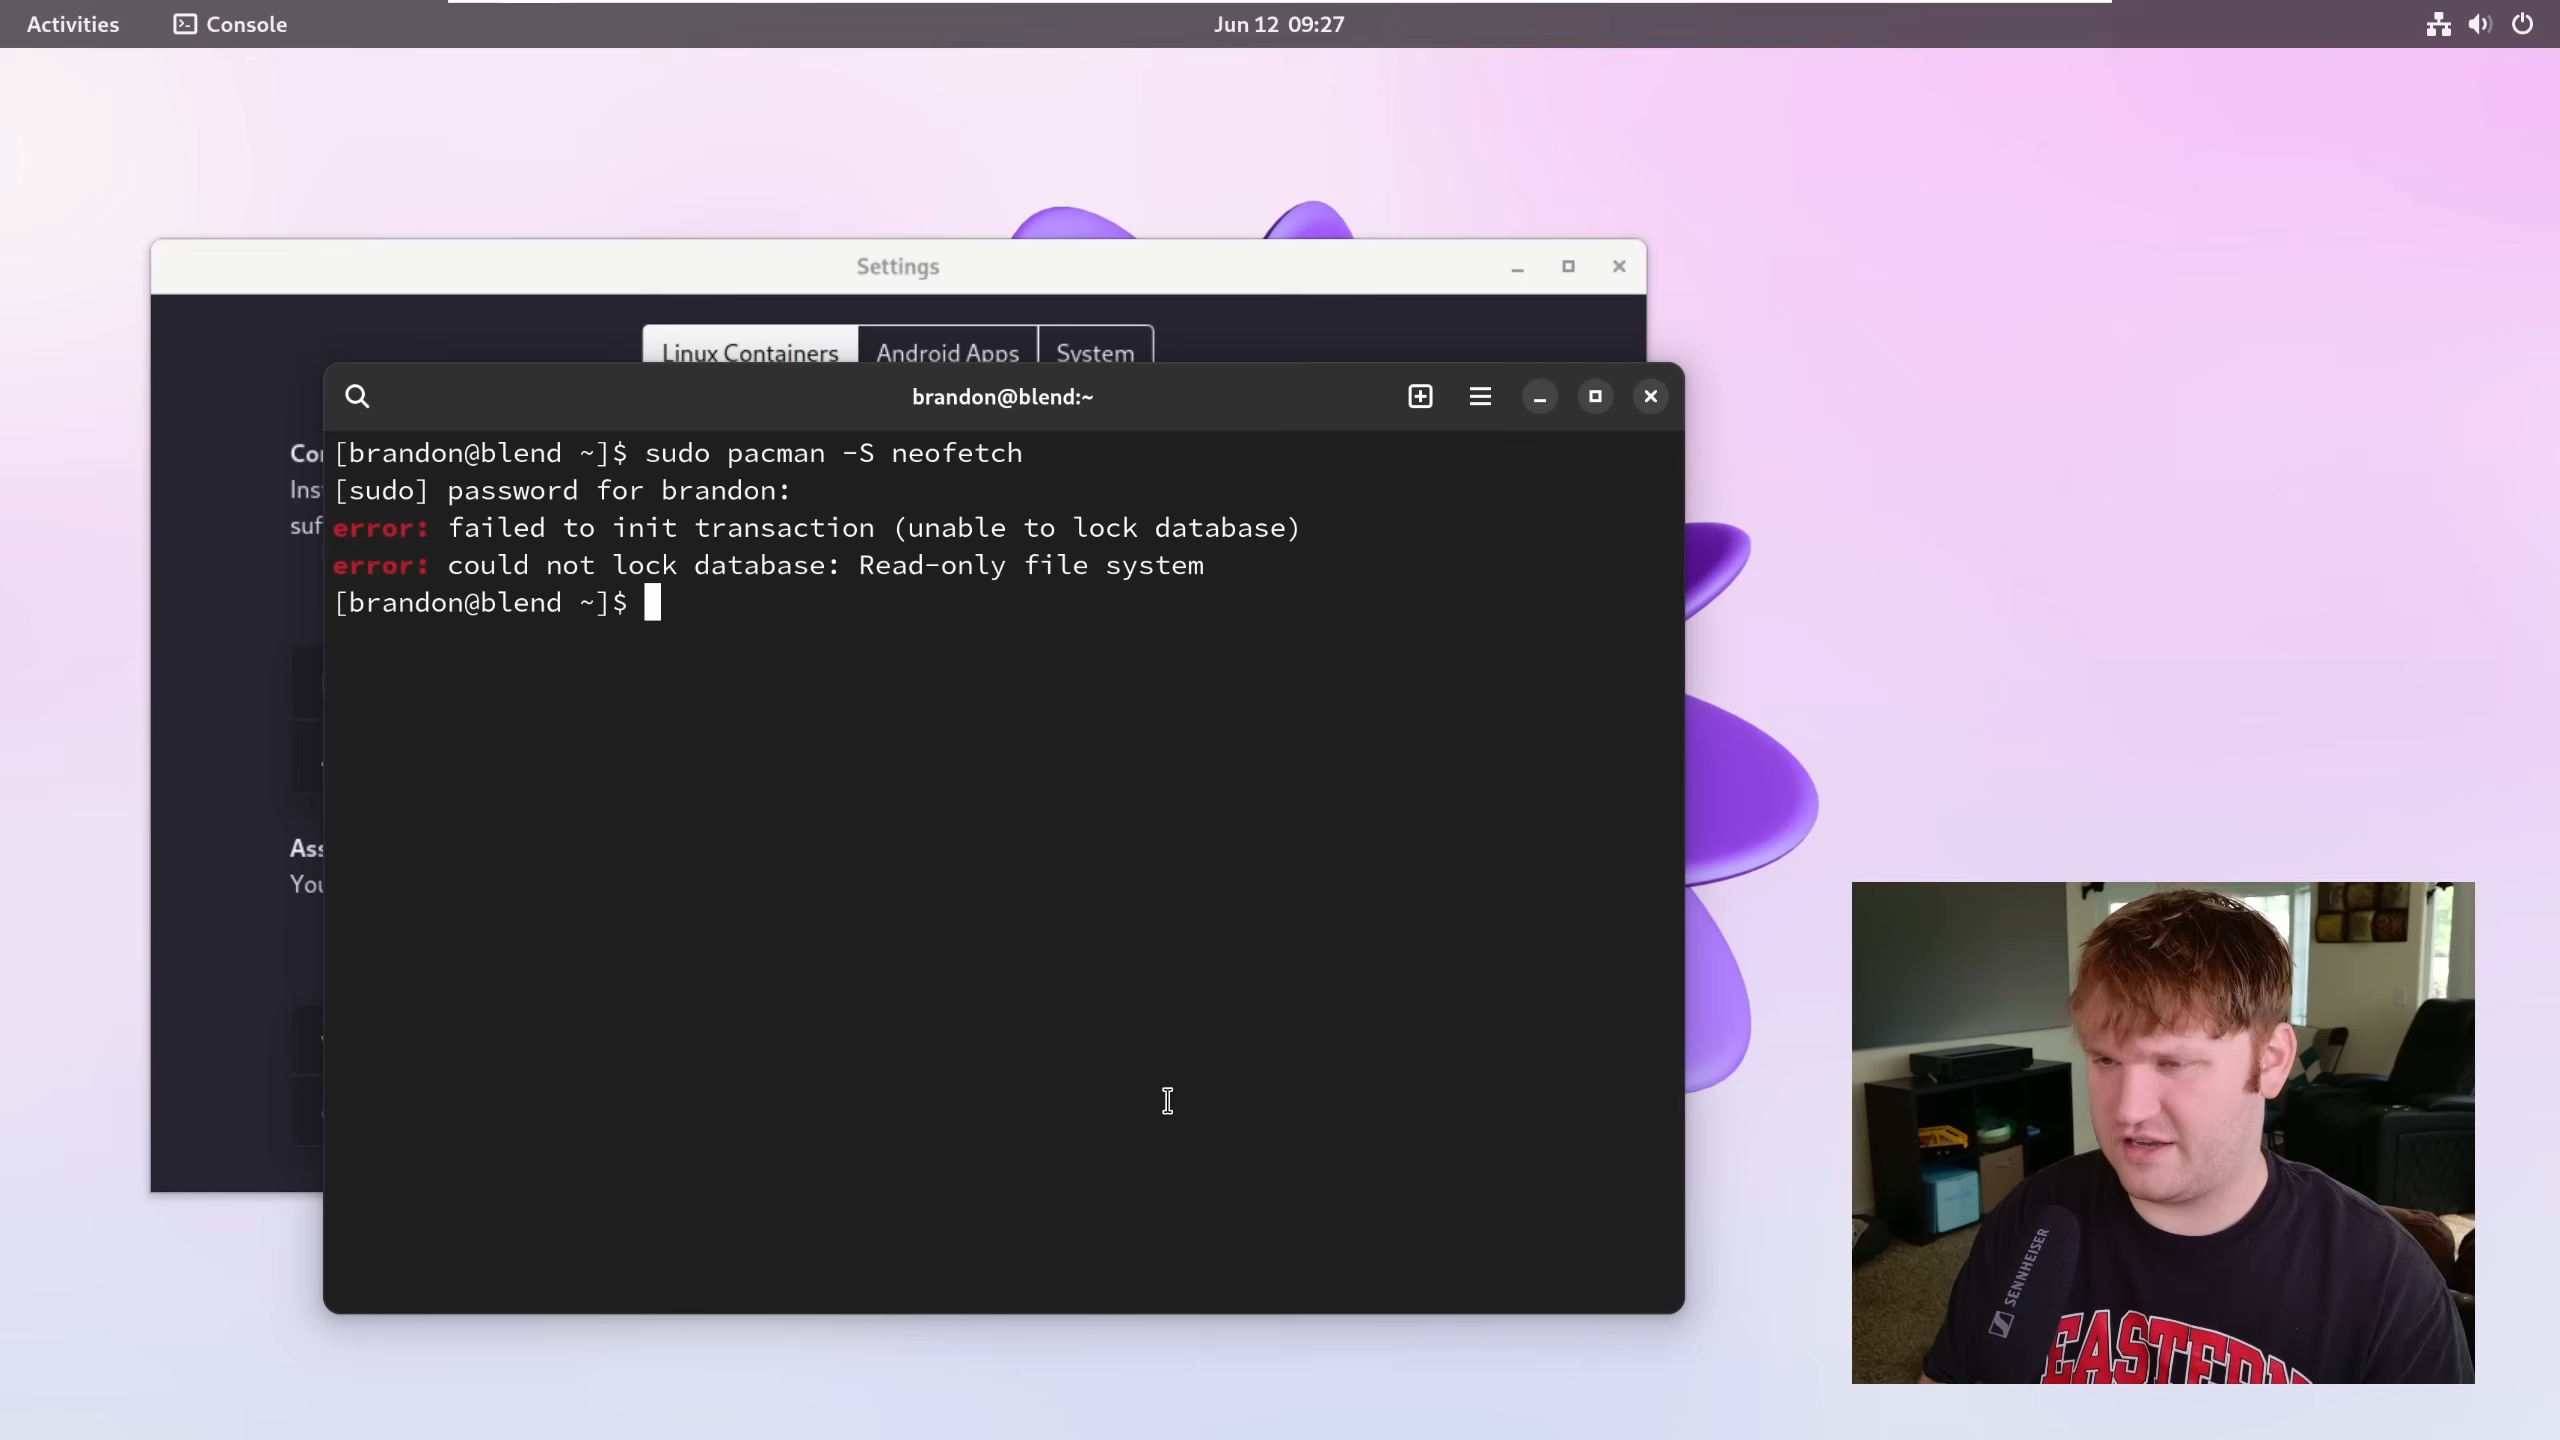 Activities
Console
Jun 12 09:27
Settings
Linux Containers
Android Apps
System
brandon@blend:~
[brandon@blend ~]$ sudo pacman -S neofetch
[sudo] password for brandon:
error: failed to init transaction (unable to lock database)
error: could not lock database: Read-only file system
[brandon@blend ~]$
SENNHEISER